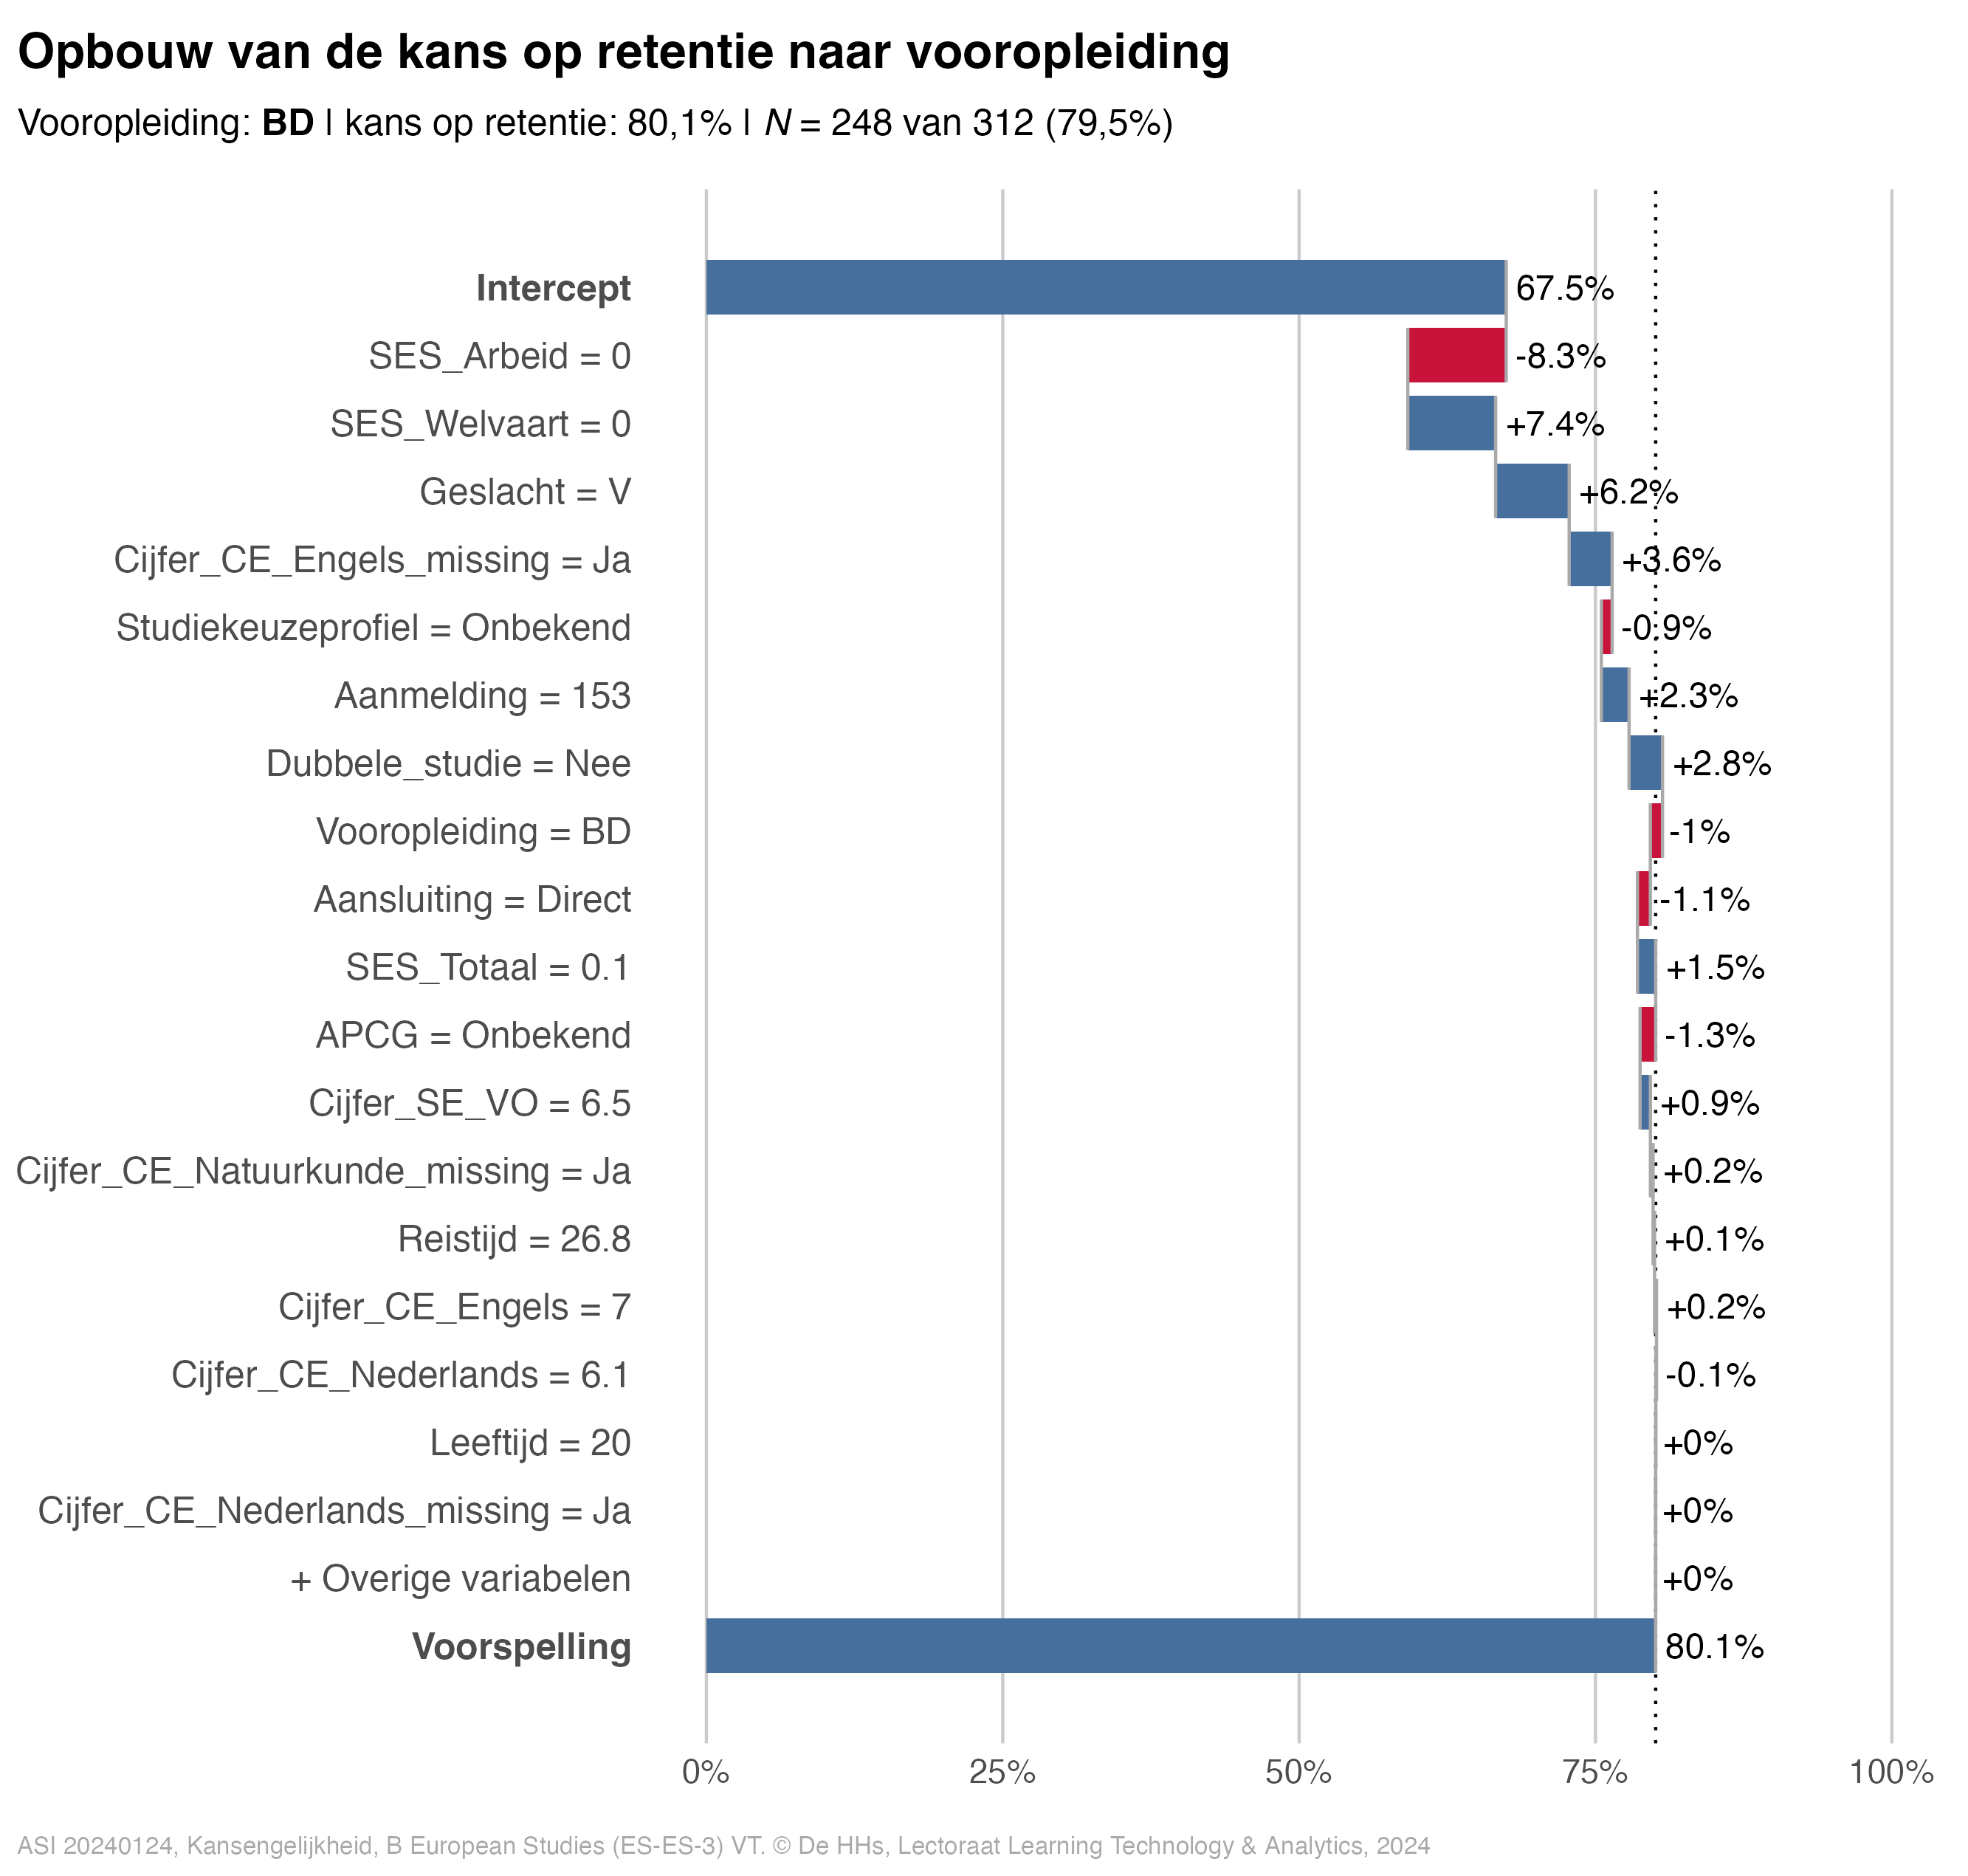 Opbouw van de kans op retentie naar vooropleiding
Vooropleiding: BD | kans op retentie: 80,1% | N = 248 van 312 (79,5%)
Intercept 67.5%
SES_Arbeid = 0 -8.3%
SES_Welvaart = 0 +7.4%
Geslacht = V +6.2%
Cijfer_CE_Engels_missing = Ja +3.6%
Studiekeuzeprofiel = Onbekend -0.9%
Aanmelding = 153 +2.3%
Dubbele_studie = Nee +2.8%
Vooropleiding = BD -1%
Aansluiting = Direct -1.1%
SES_Totaal = 0.1 +1.5%
APCG = Onbekend -1.3%
Cijfer_SE_VO = 6.5 +0.9%
Cijfer_CE_Natuurkunde_missing = Ja +0.2%
Reistijd = 26.8 +0.1%
Cijfer_CE_Engels = 7 +0.2%
Cijfer_CE_Nederlands = 6.1 -0.1%
Leeftijd = 20 +0%
Cijfer_CE_Nederlands_missing = Ja +0%
+ Overige variabelen +0%
Voorspelling 80.1%
0% 25% 50% 75% 100%
ASI 20240124, Kansengelijkheid, B European Studies (ES-ES-3) VT. © De HHs, Lectoraat Learning Technology & Analytics, 2024